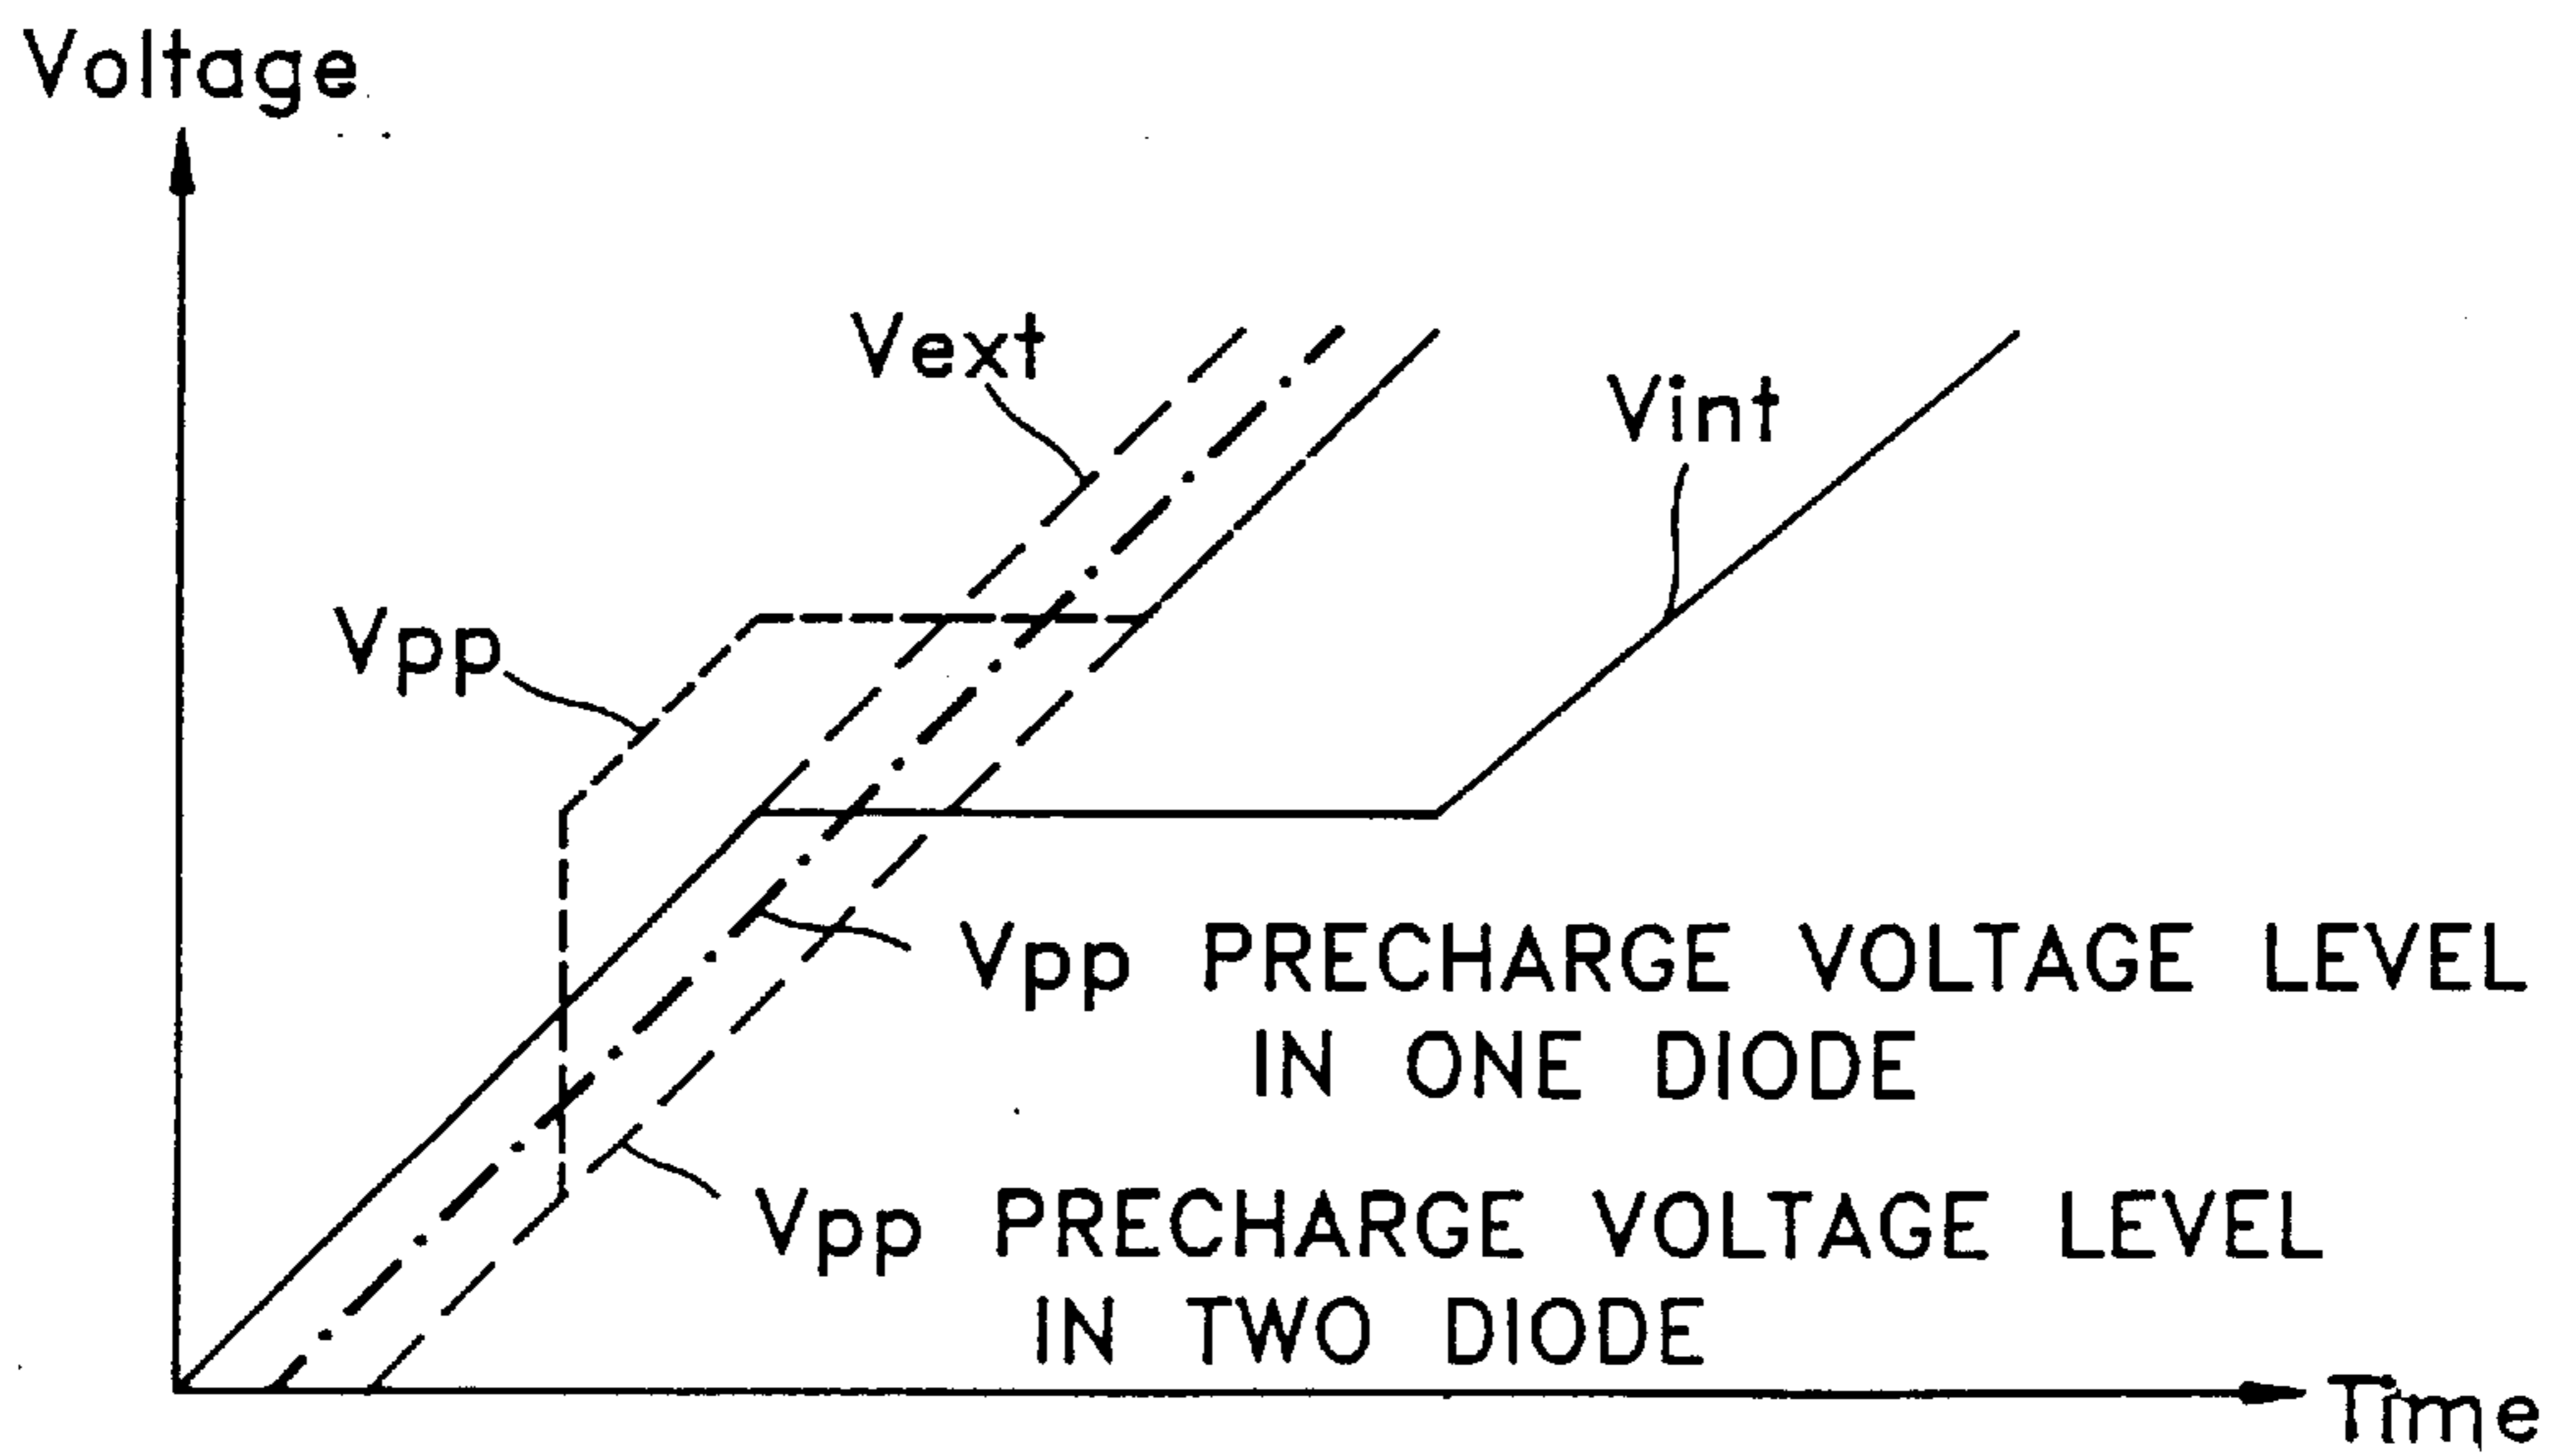 Voltage
Vext
Vint
Vpp
Vpp PRECHARGE VOLTAGE LEVEL
IN ONE DIODE
Vpp PRECHARGE VOLTAGE LEVEL
IN TWO DIODE
Time